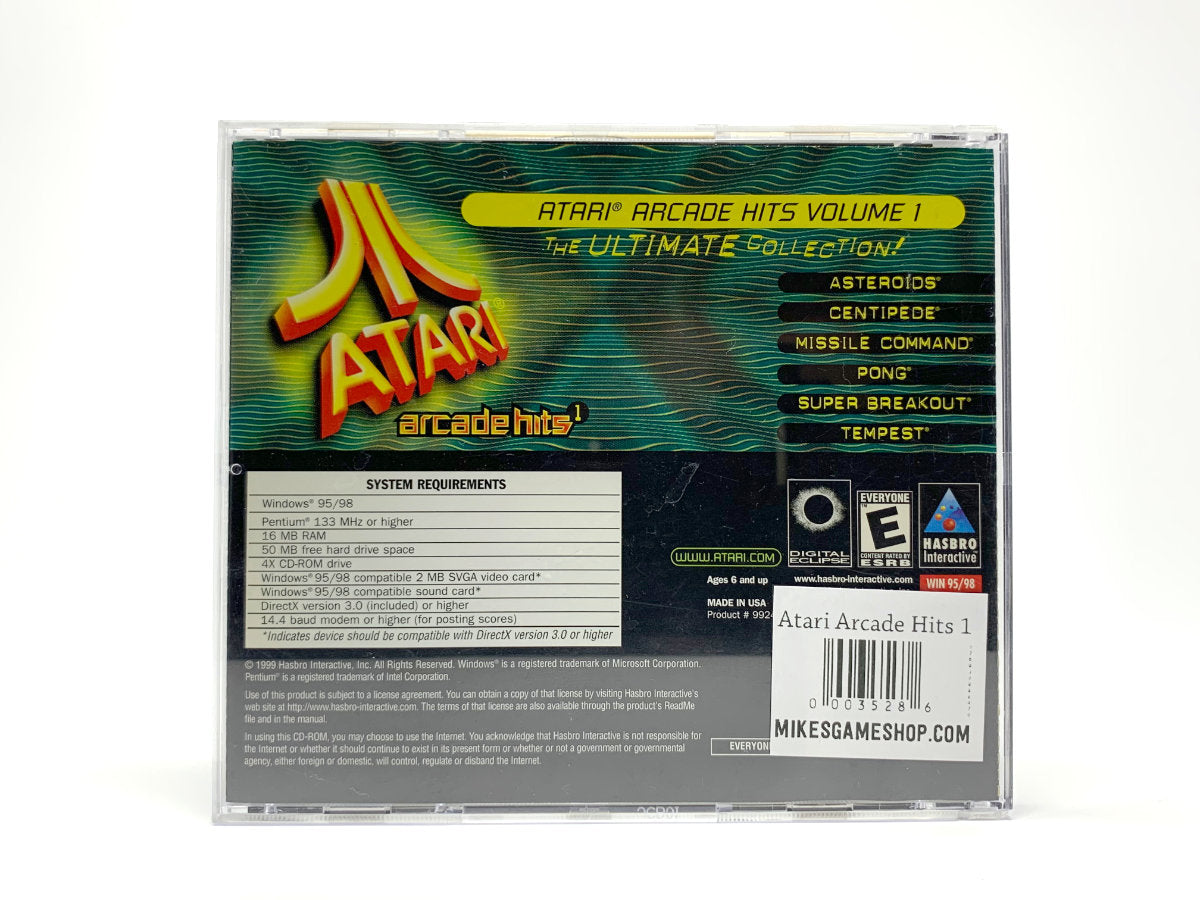 ATARI® ARCADE HITS VOLUME 1
THE ULTIMATE COLLECTION!
ATARI®
arcade hits 1
ASTEROIDS®
CENTIPEDE®
MISSILE COMMAND®
PONG®
SUPER BREAKOUT®
TEMPEST®
SYSTEM REQUIREMENTS
Windows® 95/98
Pentium® 133 MHz or higher
16 MB RAM
50 MB free hard drive space
4X CD-ROM drive
Windows® 95/98 compatible 2 MB SVGA video card*
Windows® 95/98 compatible sound card*
DirectX version 3.0 (included) or higher
14.4 baud modem or higher (for posting scores)
*Indicates device should be compatible with DirectX version 3.0 or higher
WWW.ATARI.COM
Ages 6 and up
MADE IN USA
Product # 992
DIGITAL
ECLIPSE
EVERYONE
E
™
CONTENT RATED BY
ESRB
HASBRO
Interactive®
www.hasbro-interactive.com
WIN 95/98
Atari Arcade Hits 1
0 003528 6
MIKESGAMESHOP.COM
© 1999 Hasbro Interactive, Inc. All Rights Reserved. Windows® is a registered trademark of Microsoft Corporation.
Pentium® is a registered trademark of Intel Corporation.
Use of this product is subject to a license agreement. You can obtain a copy of that license by visiting Hasbro Interactive's
web site at http://www.hasbro-interactive.com. The terms of that license are also available through the product's ReadMe
file and in the manual.
In using this CD-ROM, you may choose to use the Internet. You acknowledge that Hasbro Interactive is not responsible for
the Internet or whether it should continue to exist in its present form or whether or not a government or governmental
agency, either foreign or domestic, will control, regulate or disband the Internet.
EVERYON